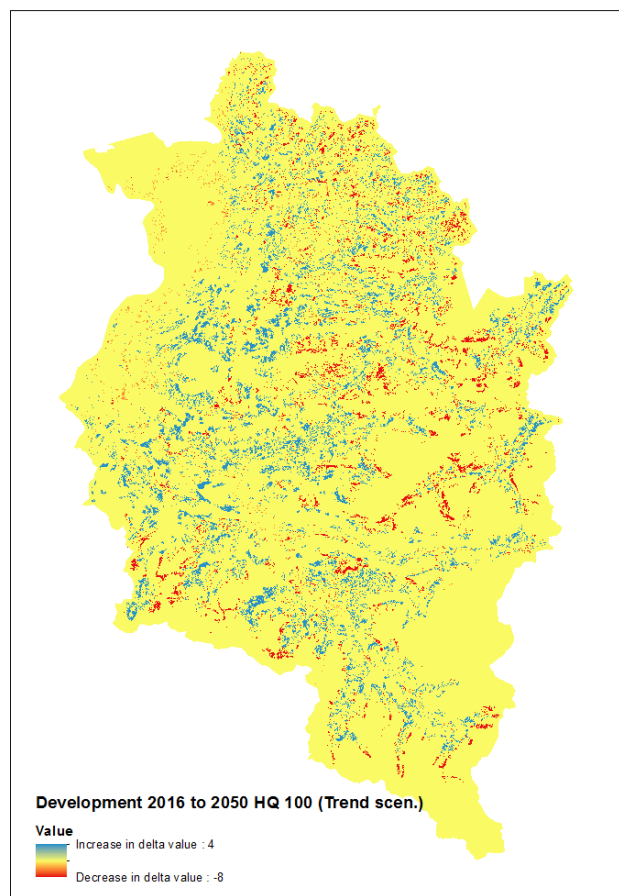 Development 2016 to 2050 HQ 100 (Trend scen.)
Value
Increase in delta value : 4
Decrease in delta value : -8